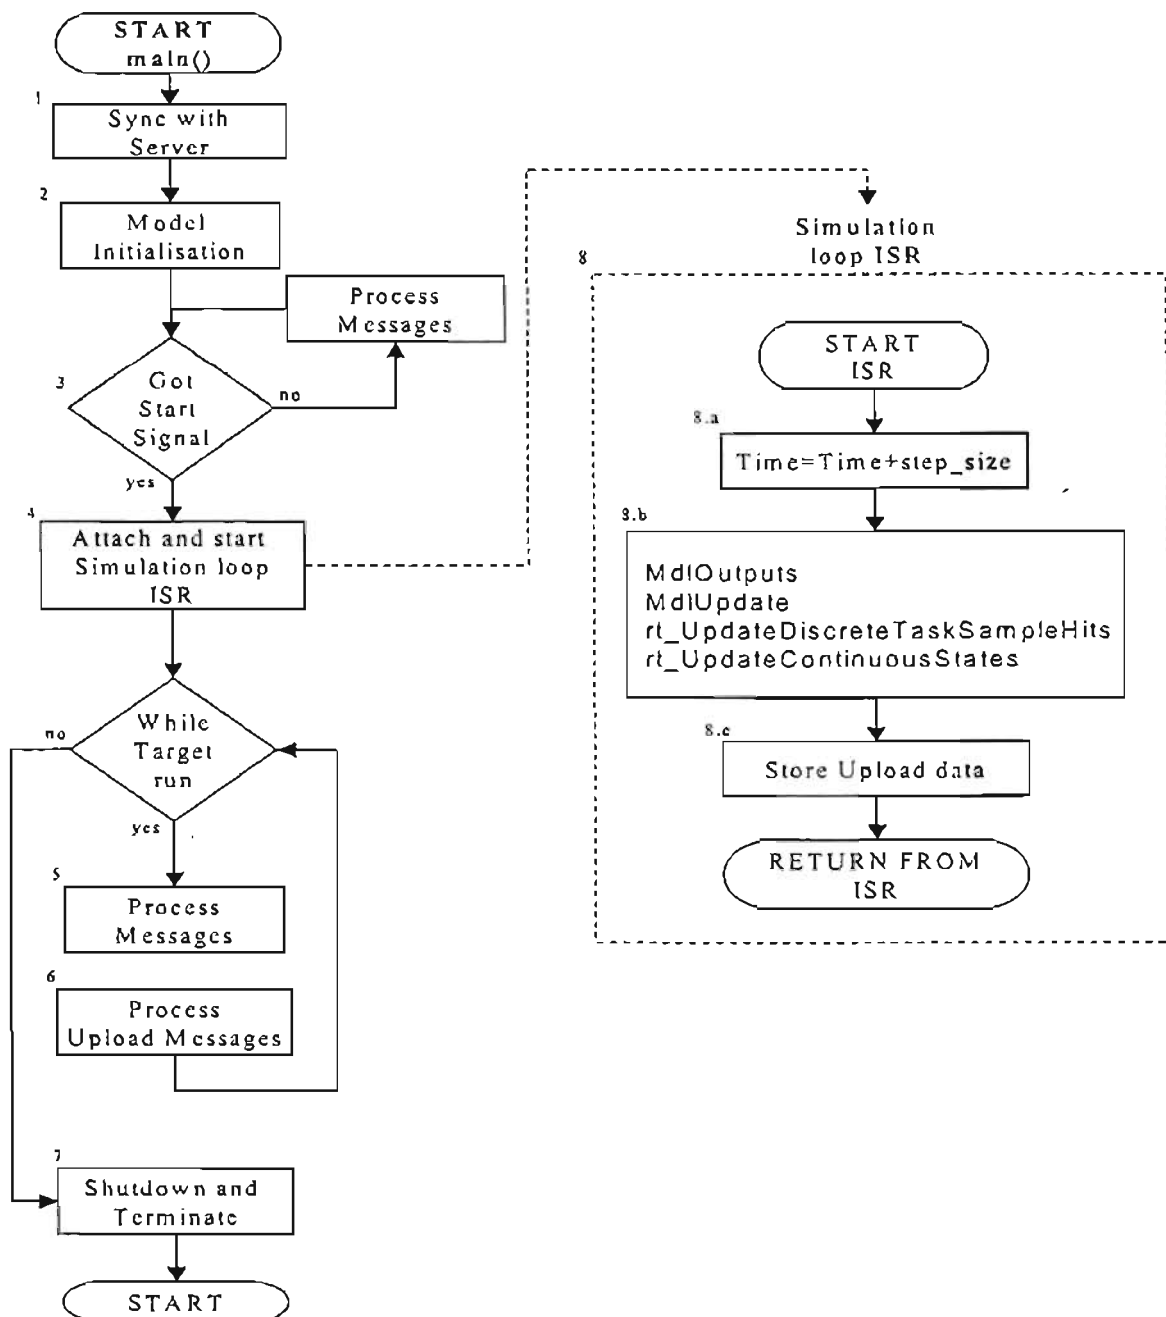 START
main()
1
Sync with
Server
2
Model
Initialisation
Process
Messages
3
Got
Start
Signal
no
yes
4
Attach and start
Simulation loop
ISR
While
Target
run
no
yes
5
Process
Messages
6
Process
Upload Messages
7
Shutdown and
Terminate
START
Simulation
loop ISR
8
START
ISR
8.a
Time=Time+step_size
8.b
MdlOutputs
MdlUpdate
rt_UpdateDiscreteTaskSampleHits
rt_UpdateContinuousStates
8.c
Store Upload data
RETURN FROM
ISR